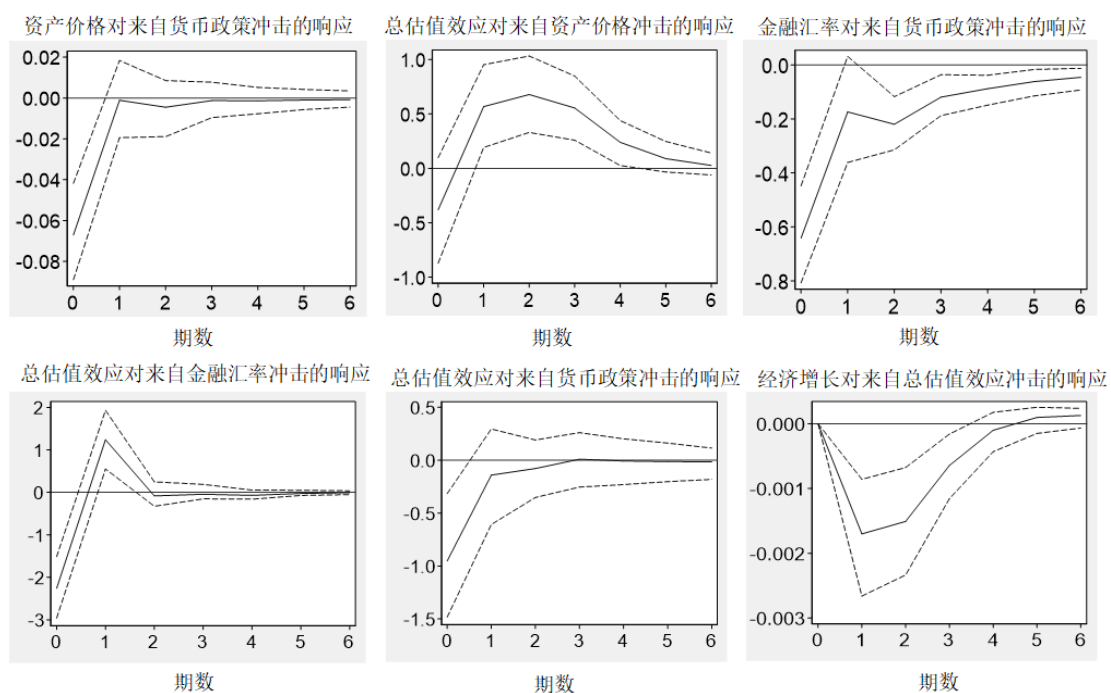 资产价格对来自货币政策冲击的响应
总估值效应对来自资产价格冲击的响应
金融汇率对来自货币政策冲击的响应
0.02
0.00
-0.02
-0.04
-0.06
-0.08
0 1 2 3 4 5 6
期数
1.0
0.5
0.0
-0.5
-1.0
0 1 2 3 4 5 6
期数
0.0
-0.2
-0.4
-0.6
-0.8
0 1 2 3 4 5 6
期数
总估值效应对来自金融汇率冲击的响应
总估值效应对来自货币政策冲击的响应
经济增长对来自总估值效应冲击的响应
2
1
0
-1
-2
-3
0 1 2 3 4 5 6
期数
0.5
0.0
-0.5
-1.0
-1.5
0 1 2 3 4 5 6
期数
0.000
-0.001
-0.002
-0.003
0 1 2 3 4 5 6
期数